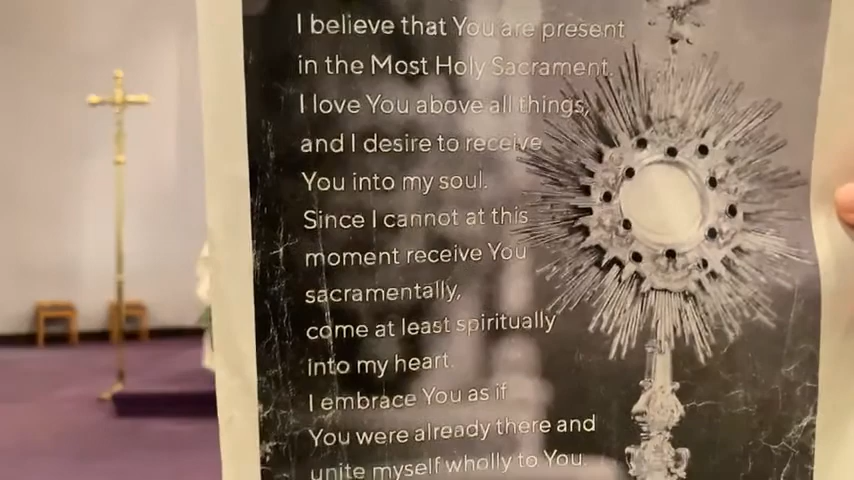 I believe that You are present
in the Most Holy Sacrament.
I love You above all things,
and I desire to receive
You into my soul.
Since I cannot at this
moment receive You
sacramentally,
come at least spiritually
into my heart.
I embrace You as if
You were already there and
unite myself wholly to You.